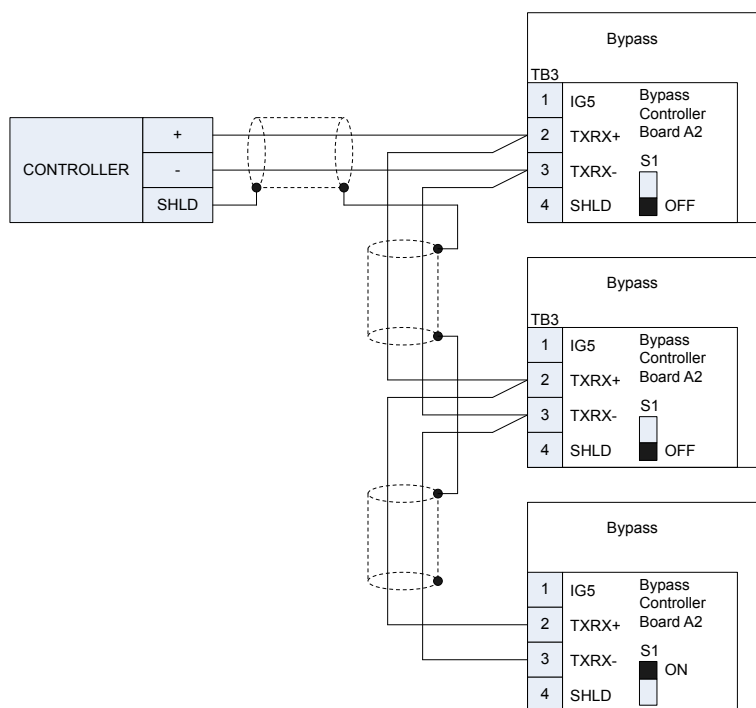 Bypass
TB3
1 IG5 Bypass
Controller
Board A2
2 TXRX+
3 TXRX- S1
4 SHLD OFF
CONTROLLER
+
-
SHLD
Bypass
TB3
1 IG5 Bypass
Controller
Board A2
2 TXRX+
3 TXRX- S1
4 SHLD OFF
Bypass
1 IG5 Bypass
Controller
Board A2
2 TXRX+
3 TXRX- S1
ON
4 SHLD